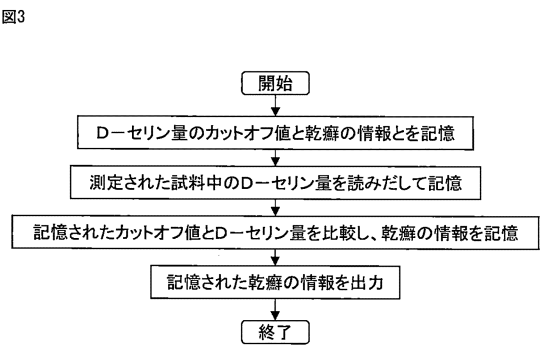 図3
開始
D－セリン量のカットオフ値と乾癬の情報とを記憶
測定された試料中のD－セリン量を読みだして記憶
記憶されたカットオフ値とD－セリン量を比較し、乾癬の情報を記憶
記憶された乾癬の情報を出力
終了